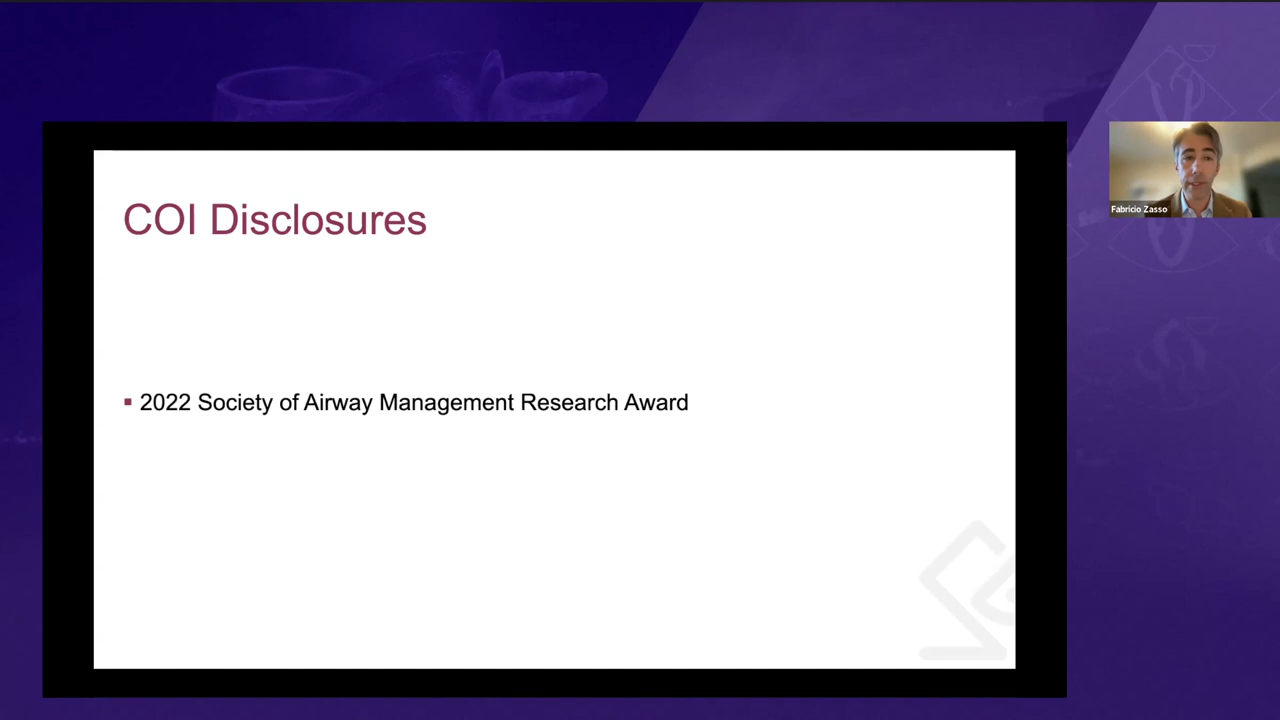 COI Disclosures
2022 Society of Airway Management Research Award
Fabricio Zasso